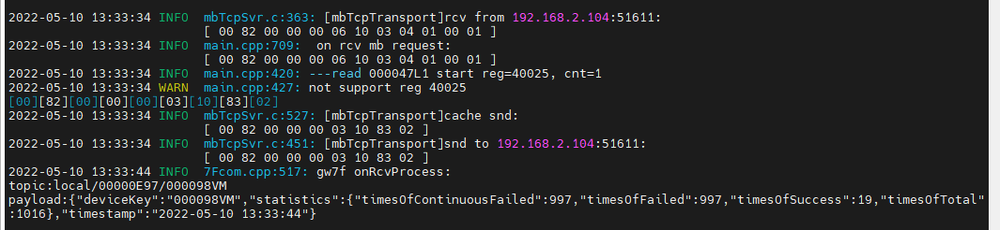 2022-05-10 13:33:34 INFO mbTcpSvr.c:363: [mbTcpTransport]rcv from 192.168.2.104:51611:
[ 00 82 00 00 00 06 10 03 04 01 00 01 ]
2022-05-10 13:33:34 INFO main.cpp:709: on rcv mb request:
[ 00 82 00 00 00 06 10 03 04 01 00 01 ]
2022-05-10 13:33:34 INFO main.cpp:420: ---read 000047L1 start reg=40025, cnt=1
2022-05-10 13:33:34 WARN main.cpp:427: not support reg 40025
[00][82][00][00][00][03][10][83][02]
2022-05-10 13:33:34 INFO mbTcpSvr.c:527: [mbTcpTransport]cache snd:
[ 00 82 00 00 00 03 10 83 02 ]
2022-05-10 13:33:34 INFO mbTcpSvr.c:451: [mbTcpTransport]snd to 192.168.2.104:51611:
[ 00 82 00 00 00 03 10 83 02 ]
2022-05-10 13:33:44 INFO 7Fcom.cpp:517: gw7f onRcvProcess:
topic:local/00000E97/000098VM
payload:{"deviceKey":"000098VM","statistics":{"timesOfContinuousFailed":997,"timesOfFailed":997,"timesOfSuccess":19,"timesOfTotal"
:1016},"timestamp":"2022-05-10 13:33:44"}